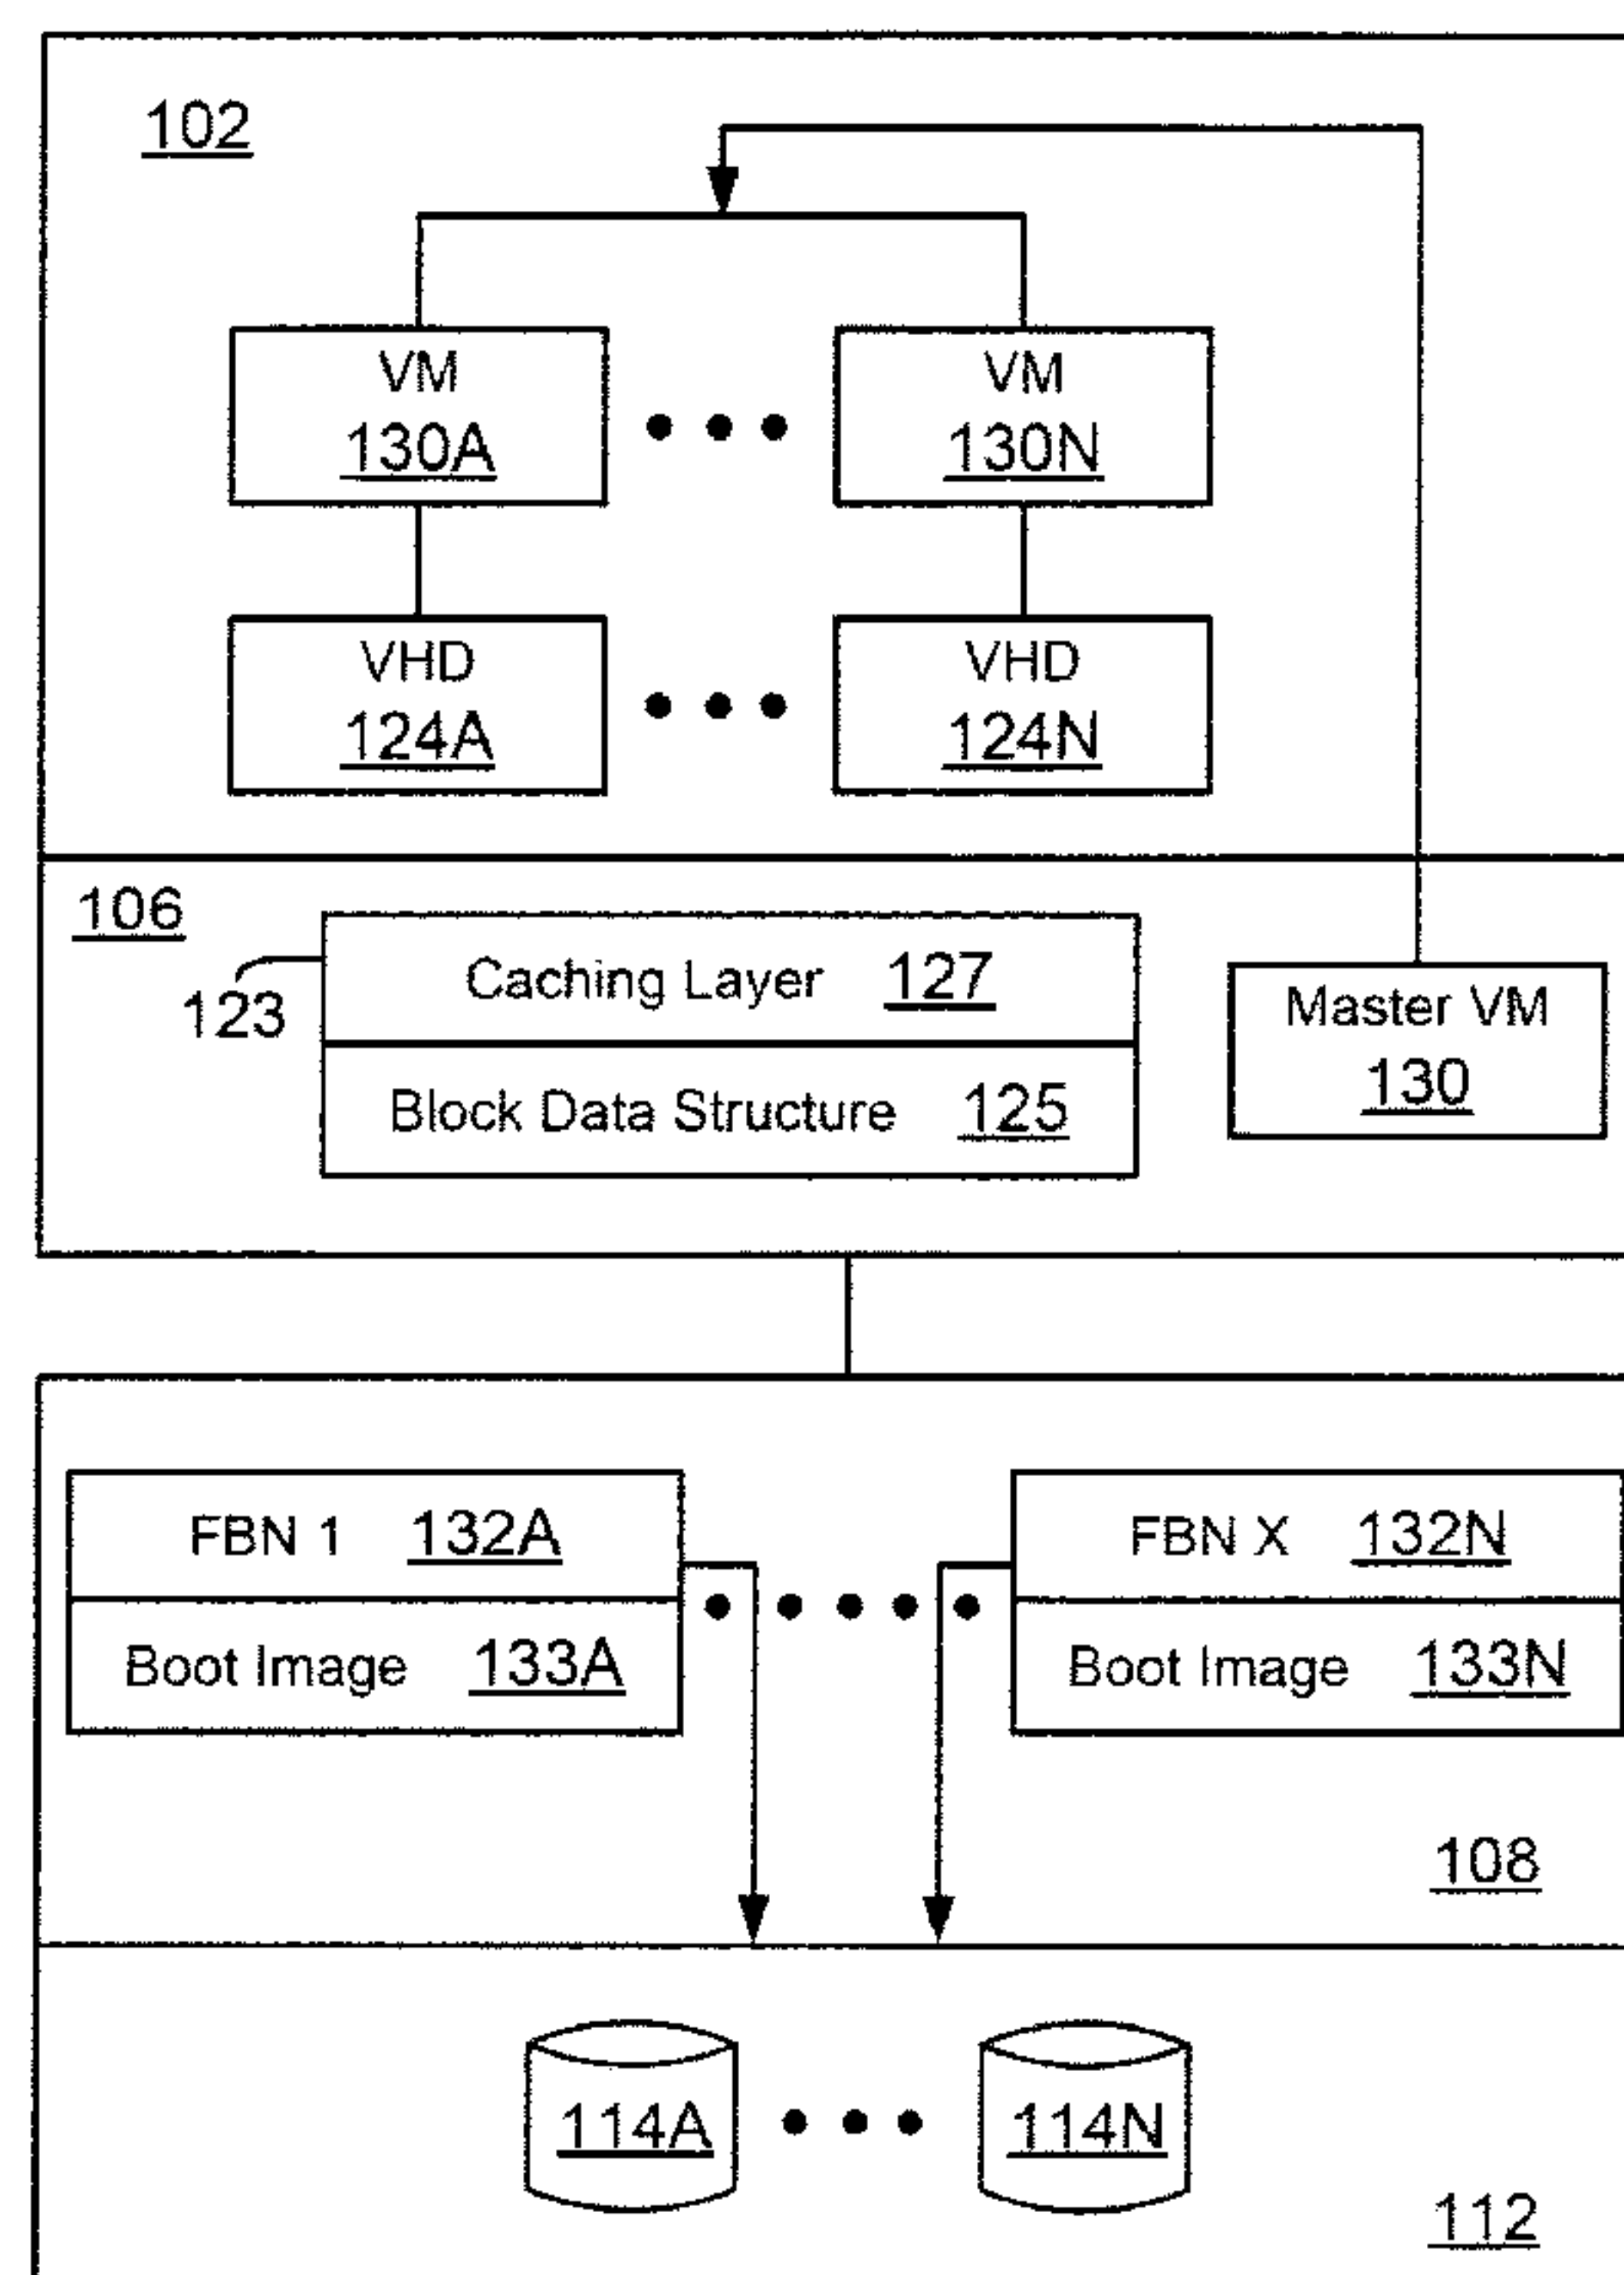 102
VM
130A
VM
130N
VHD
124A
VHD
124N
106
123
Caching Layer 127
Block Data Structure 125
Master VM
130
FBN 1 132A
Boot Image 133A
FBN X 132N
Boot Image 133N
108
114A
114N
112